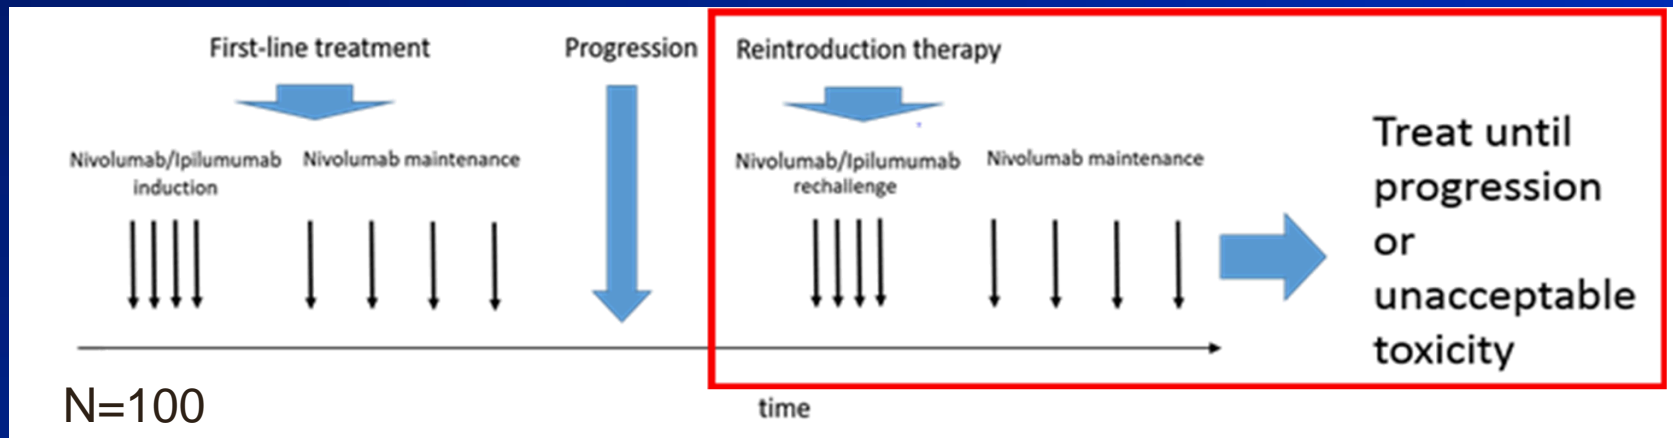 First-line treatment
Progression
Reintroduction therapy
Nivolumab/Ipilumumab
induction
Nivolumab maintenance
Nivolumab/Ipilumumab
rechallenge
Nivolumab maintenance
Treat until
progression
or
unacceptable
toxicity
N=100
time